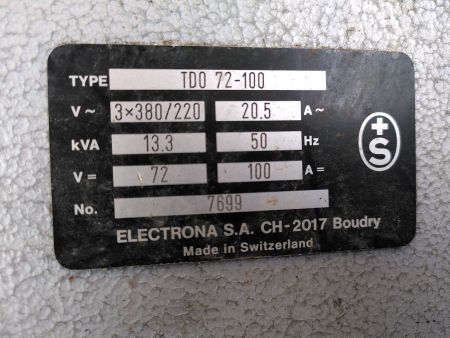 TYPE TDO 72-100
V~ 3×380/220 20.5 A~
kVA 13.3 50 Hz
V= 72 100 A=
No. 7699
+S
ELECTRONA S.A. CH-2017 Boudry
Made in Switzerland